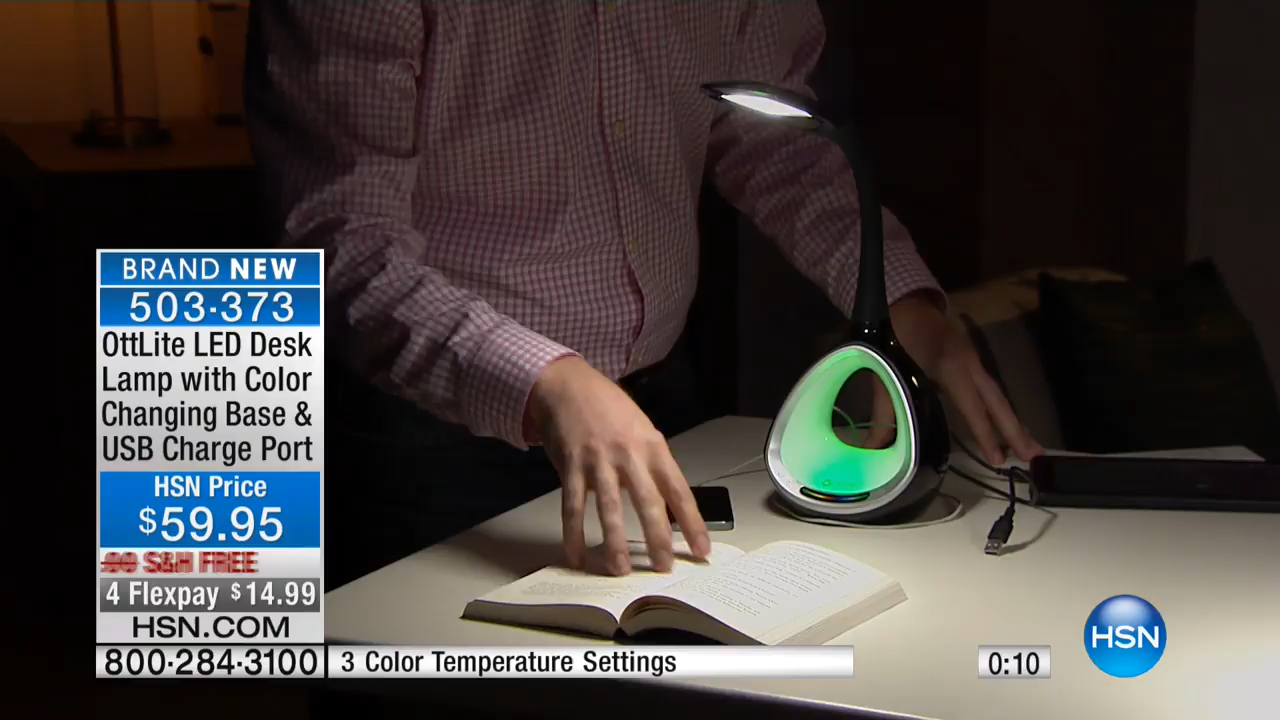 BRAND NEW
503·373
OttLite LED Desk
Lamp with Color
Changing Base &
USB Charge Port
HSN Price
$59.95
S&H FREE
4 Flexpay $14.99
HSN.COM
800·284·3100
3 Color Temperature Settings
0:10
HSN